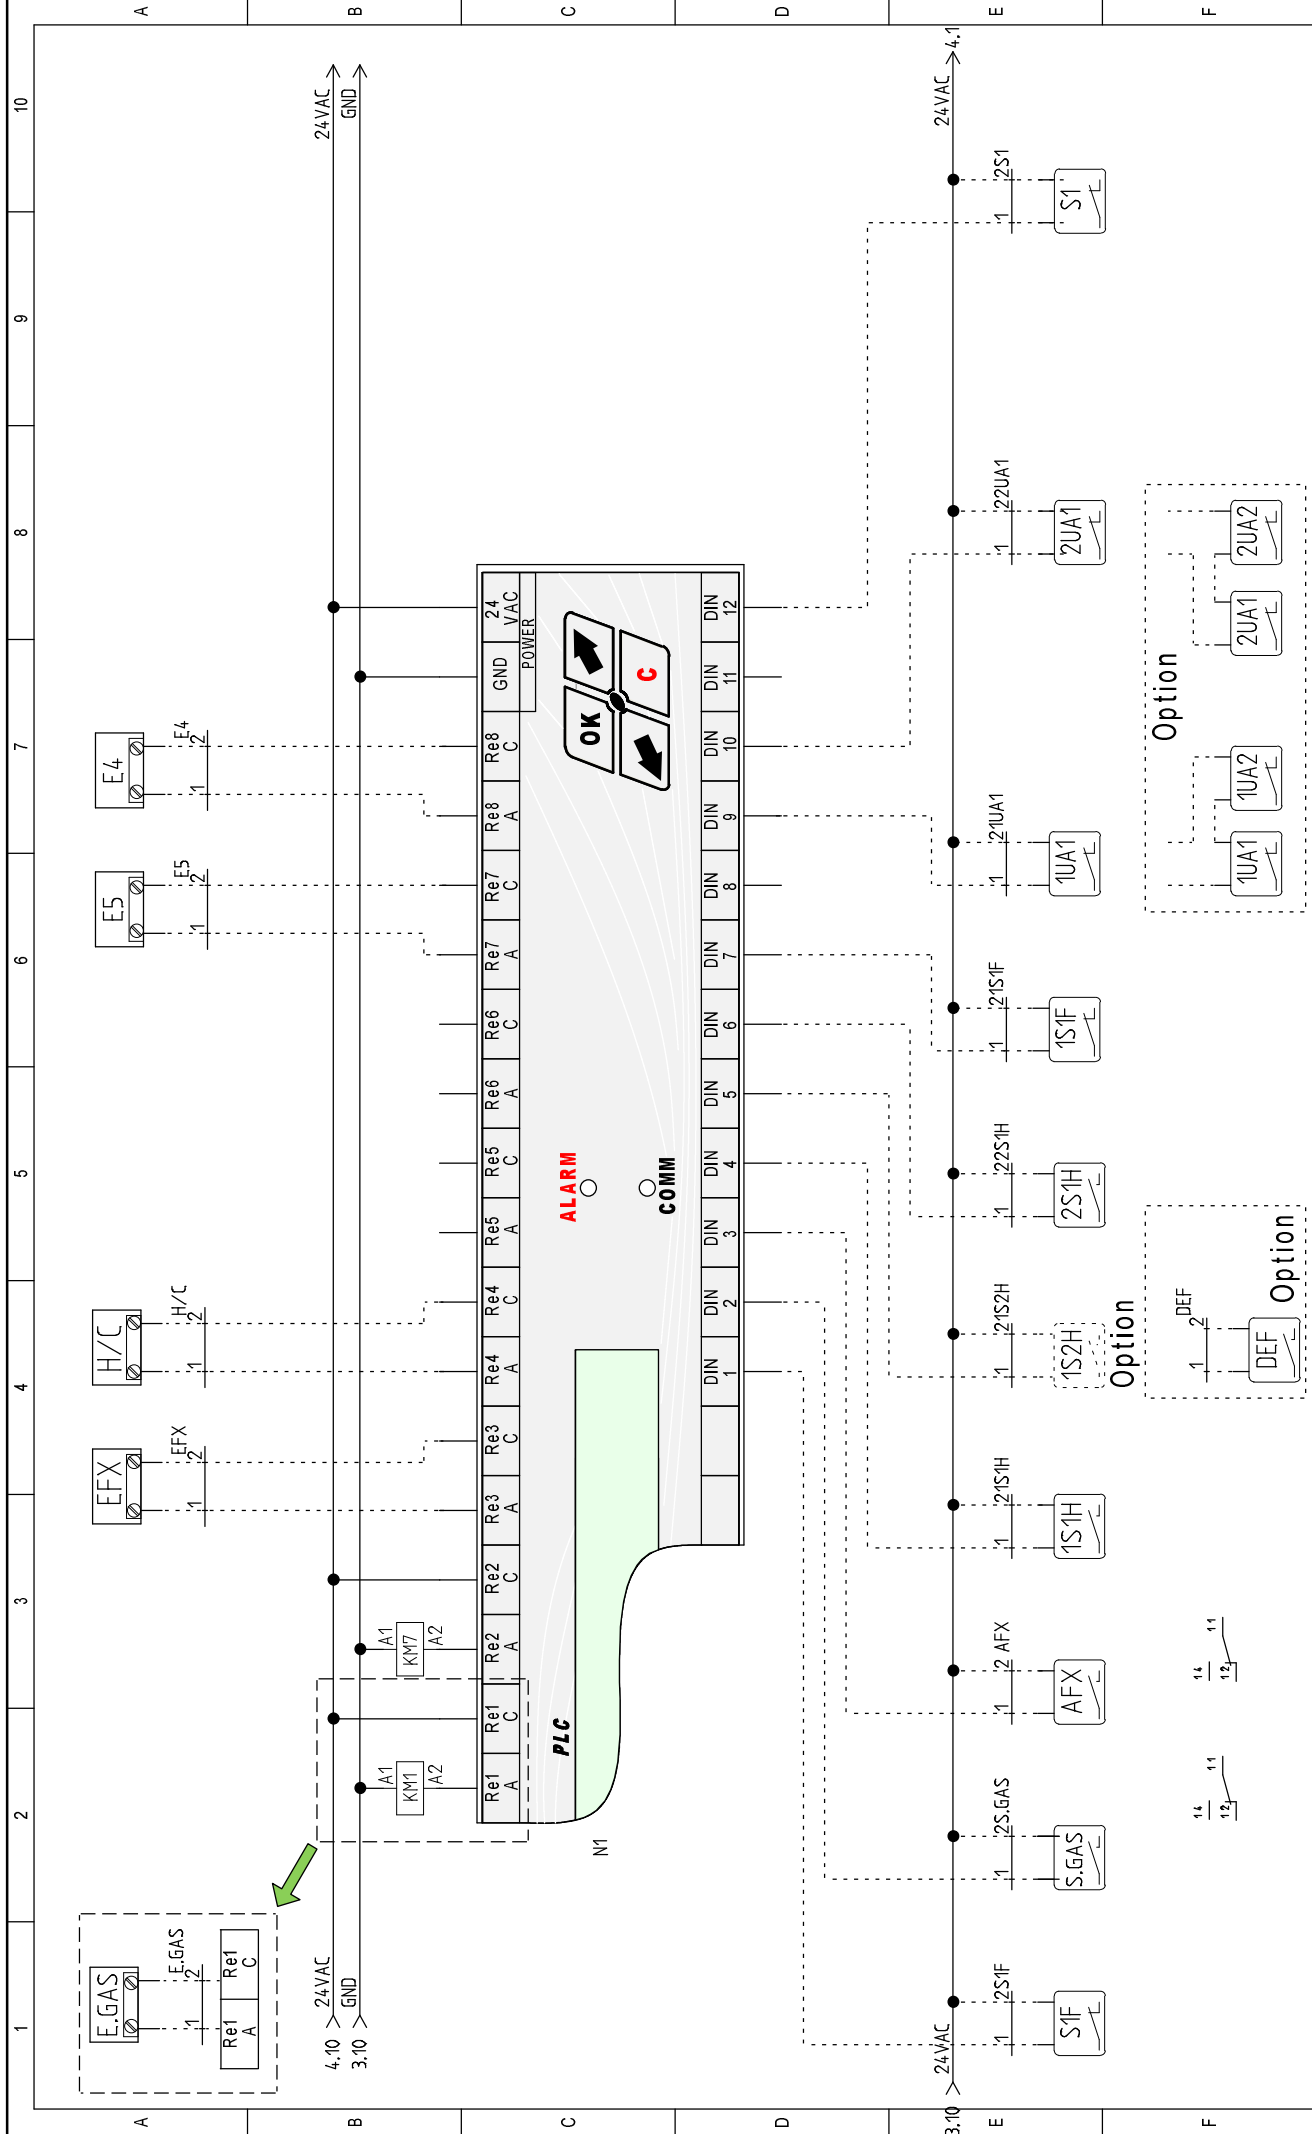 A
B
C
D
E
F
1
2
3
4
5
6
7
8
9
10
E.GAS
1
2
E.GAS
Re1
A
Re1
C
EFX
1
2
EFX
H/C
1
2
H/C
E5
1
2
E5
E4
1
2
E4
4.10
24VAC
24VAC
3.10
GND
GND
A1
KM1
A2
A1
KM7
A2
Re1
A
Re1
C
Re2
A
Re2
C
Re3
A
Re3
C
Re4
A
Re4
C
Re5
A
Re5
C
Re6
A
Re6
C
Re7
A
Re7
C
Re8
A
Re8
C
GND
24
VAC
POWER
N1
PLC
ALARM
COMM
OK
C
DIN
1
DIN
2
DIN
3
DIN
4
DIN
5
DIN
6
DIN
7
DIN
8
DIN
9
DIN
10
DIN
11
DIN
12
3.10
24VAC
24VAC
4.1
1
2S1F
S1F
1
2S.GAS
S.GAS
1
2 AFX
AFX
1
21S1H
1S1H
1
21S2H
1S2H
Option
1
22S1H
2S1H
1
21S1F
1S1F
1
21UA1
1UA1
1
22UA1
2UA1
1
2S1
S1
14
12
11
14
12
11
1
2
DEF
DEF
Option
Option
1UA1
1UA2
2UA1
2UA2
A
B
C
D
E
F